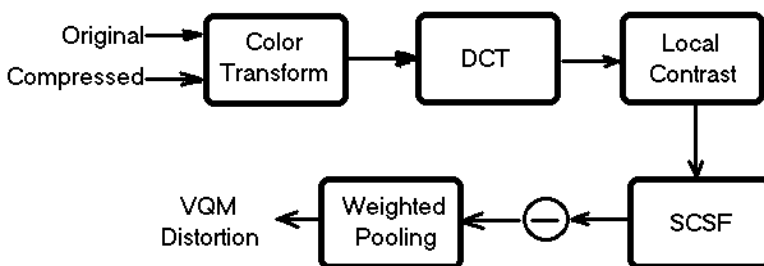 Original
Compressed
Color
Transform
DCT
Local
Contrast
VQM
Distortion
Weighted
Pooling
SCSF